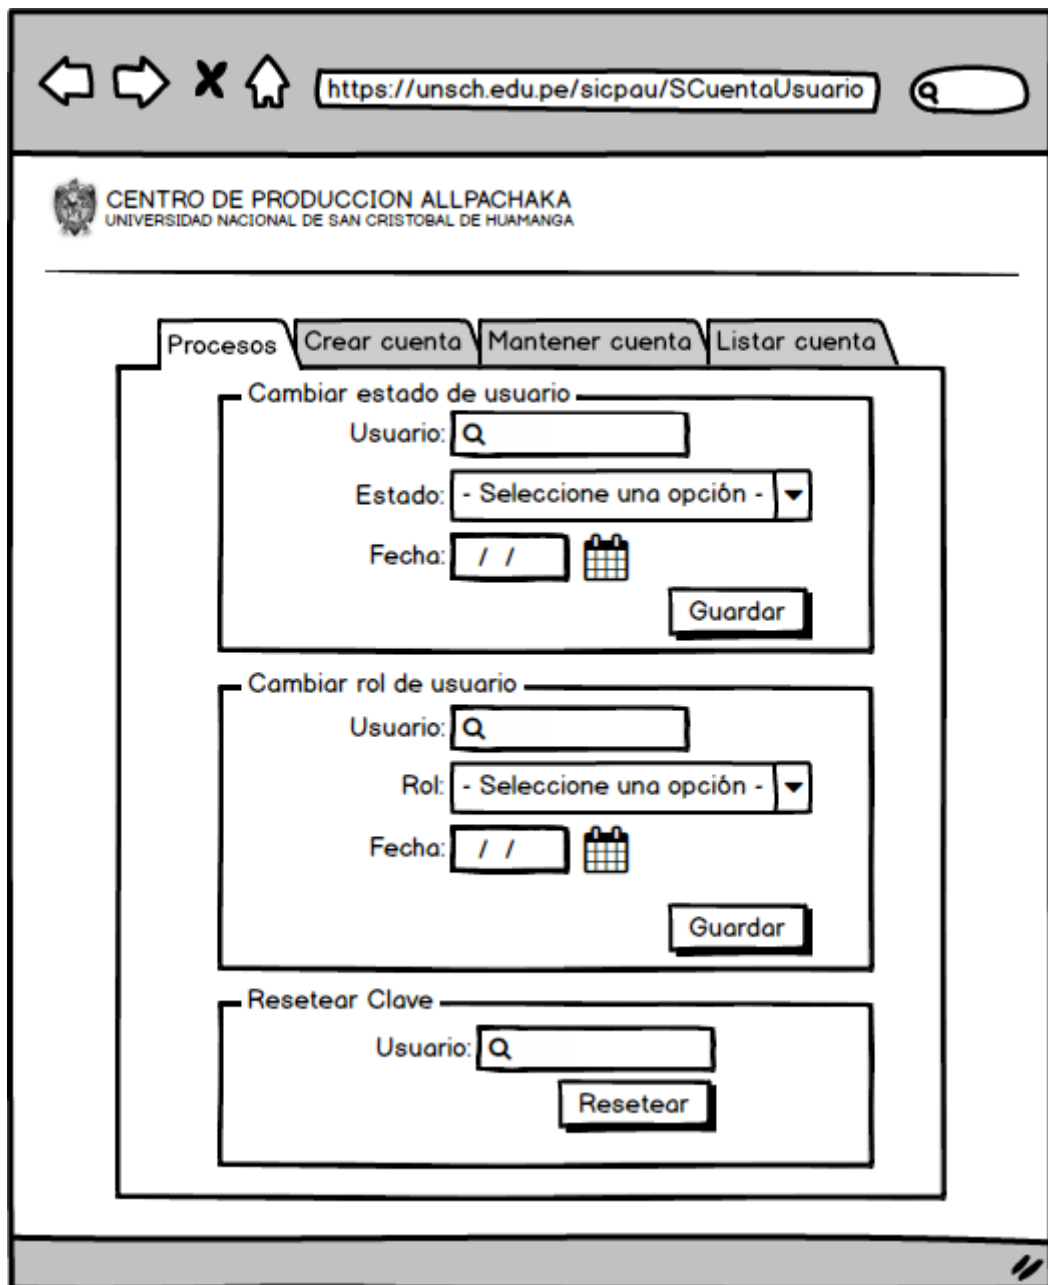 https://unsch.edu.pe/sicpau/SCuentaUsuario
CENTRO DE PRODUCCION ALLPACHAKA
UNIVERSIDAD NACIONAL DE SAN CRISTOBAL DE HUAMANGA
Procesos Crear cuenta Mantener cuenta Listar cuenta
Cambiar estado de usuario
Usuario:
Estado: - Seleccione una opción -
Fecha: / /
Guardar
Cambiar rol de usuario
Usuario:
Rol: - Seleccione una opción -
Fecha: / /
Guardar
Resetear Clave
Usuario:
Resetear